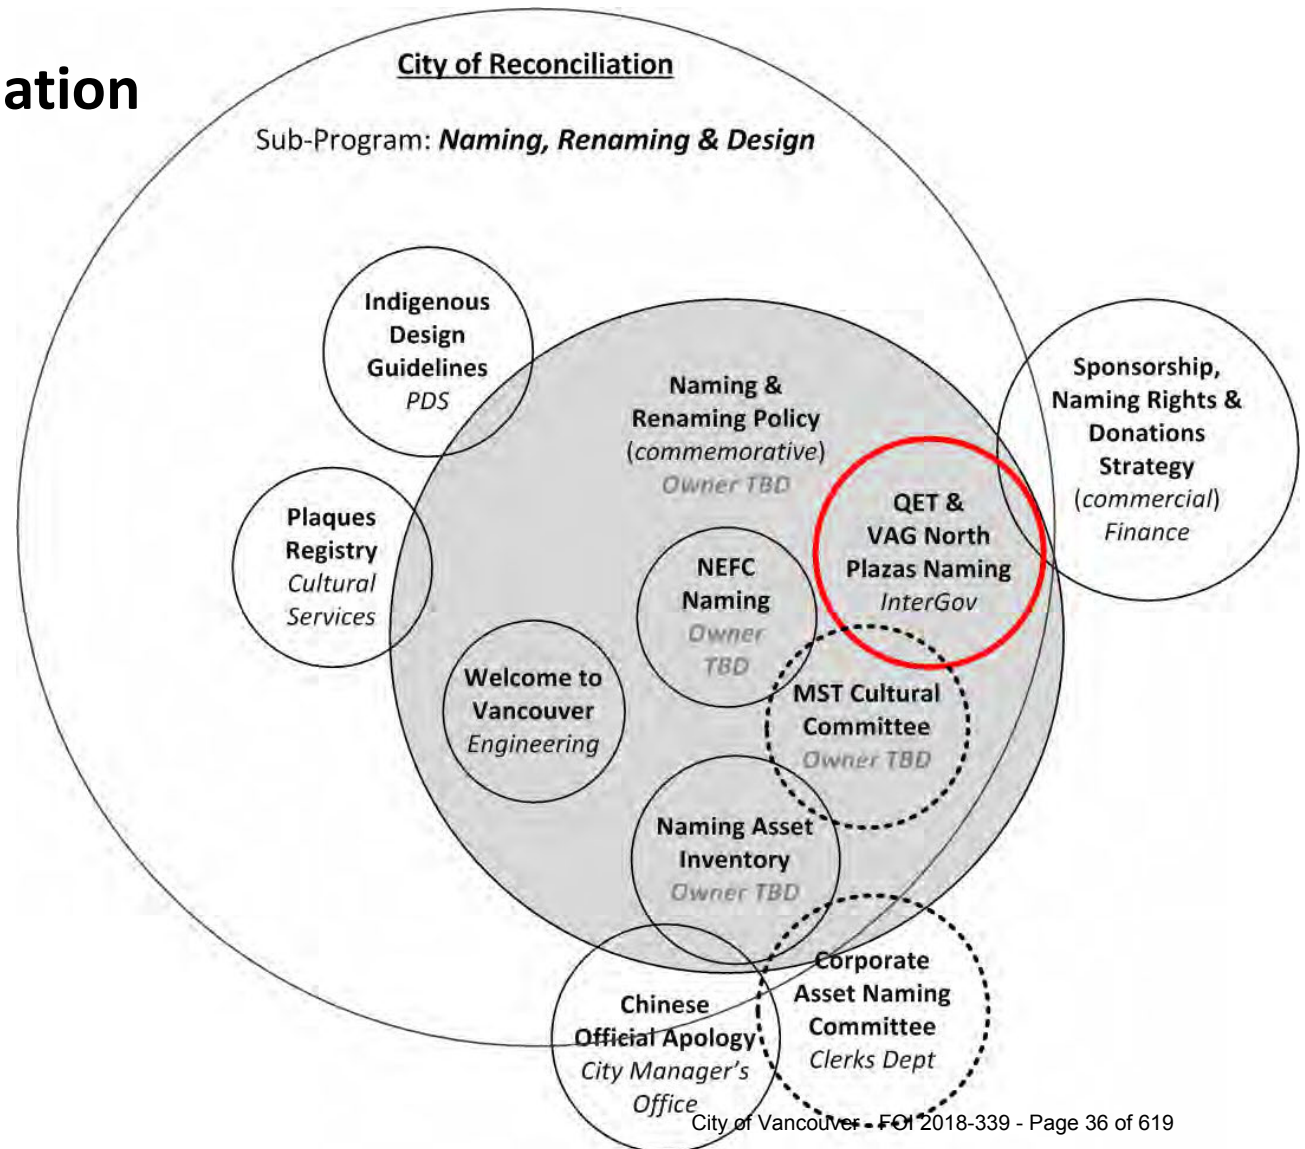 ation
City of Reconciliation
Sub-Program: Naming, Renaming & Design
Indigenous
Design
Guidelines
PDS
Naming &
Renaming Policy
(commemorative)
Owner TBD
Sponsorship,
Naming Rights &
Donations
Strategy
(commercial)
Finance
QET &
VAG North
Plazas Naming
InterGov
Plaques
Registry
Cultural
Services
NEFC
Naming
Owner
TBD
Welcome to
Vancouver
Engineering
MST Cultural
Committee
Owner TBD
Naming Asset
Inventory
Owner TBD
Chinese
Official Apology
City Manager's
Office
Corporate
Asset Naming
Committee
Clerks Dept
City of Vancouver - FOI 2018-339 - Page 36 of 619